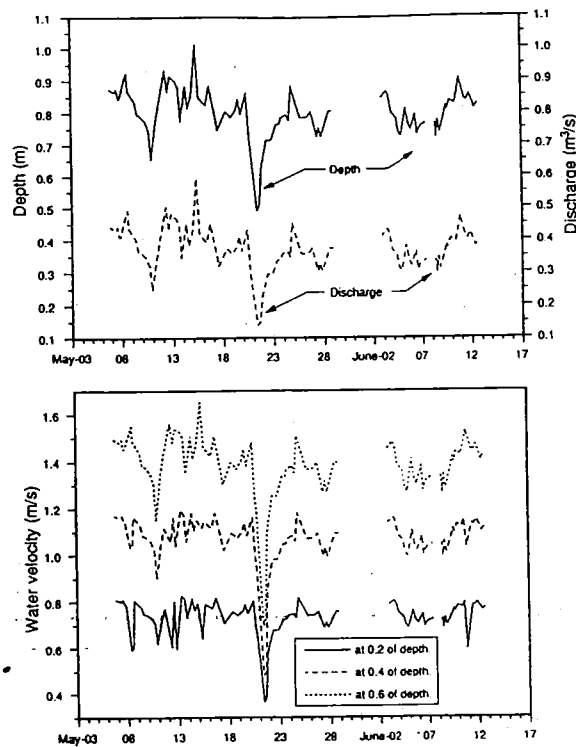 1.1
1.0
0.9
0.8
0.7
0.6
0.5
0.4
0.3
0.2
0.1
Depth (m)
1.1
1.0
0.9
0.8
0.7
0.6
0.5
0.4
0.3
0.2
0.1
Discharge (m³/s)
Depth
Discharge
May-03 08 13 18 23 28 June-02 07 12 17
1.6
1.4
1.2
1.0
0.8
0.6
0.4
Water velocity (m/s)
at 0.2 of depth
at 0.4 of depth
at 0.6 of depth
May-03 08 13 18 23 28 June-02 07 12 17